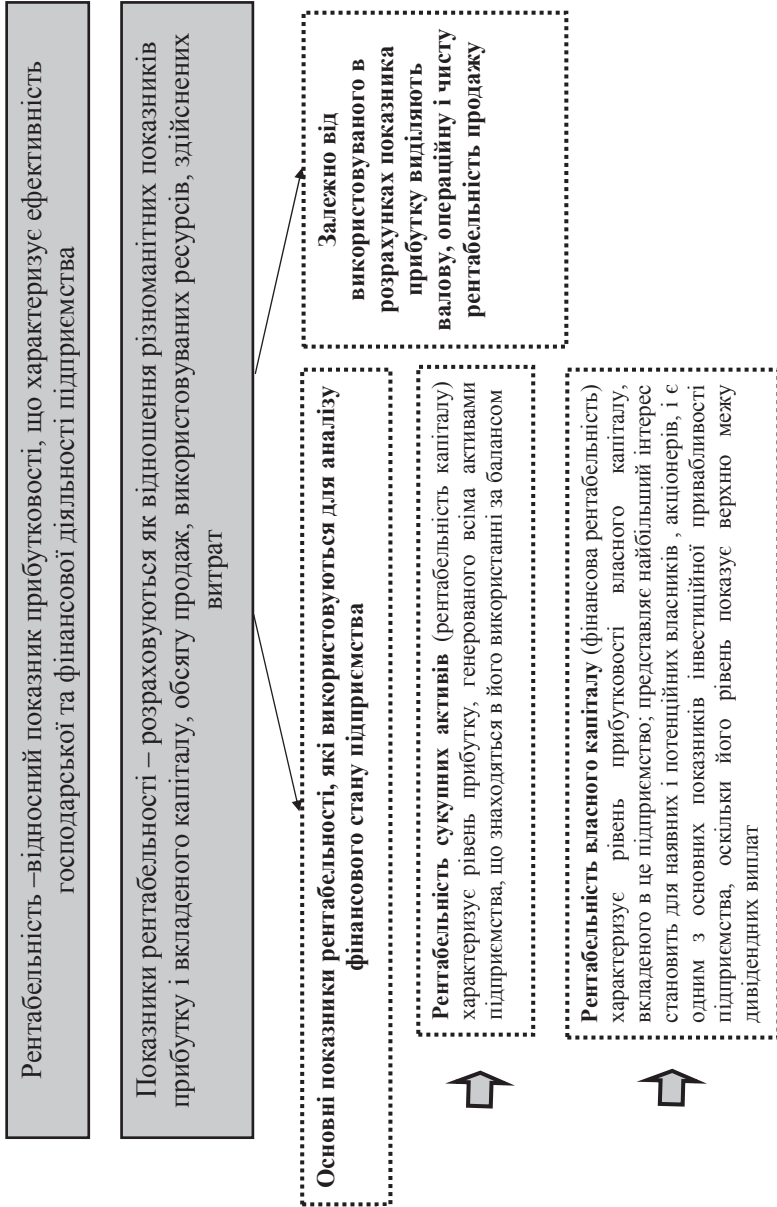 Рентабельність –відносний показник прибутковості, що характеризує ефективність
господарської та фінансової діяльності підприємства
Показники рентабельності – розраховуються як відношення різноманітних показників
прибутку і вкладеного капіталу, обсягу продаж, використовуваних ресурсів, здійснених
витрат
Основні показники рентабельності, які використовуються для аналізу
фінансового стану підприємства
Рентабельність сукупних активів (рентабельність капіталу)
характеризує рівень прибутку, генерованого всіма активами
підприємства, що знаходяться в його використанні за балансом
Рентабельність власного капіталу (фінансова рентабельність)
характеризує рівень прибутковості власного капіталу,
вкладеного в це підприємство; представляє найбільший інтерес
становить для наявних і потенційних власників , акціонерів, і є
одним з основних показників інвестиційної привабливості
підприємства, оскільки його рівень показує верхню межу
дивідендних виплат
Залежно від
використовуваного в
розрахунках показника
прибутку виділяють
валову, операційну і чисту
рентабельність продажу